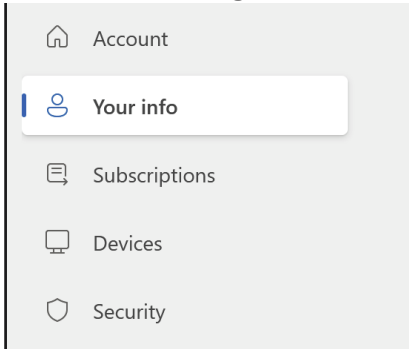 Account
Your info
Subscriptions
Devices
Security